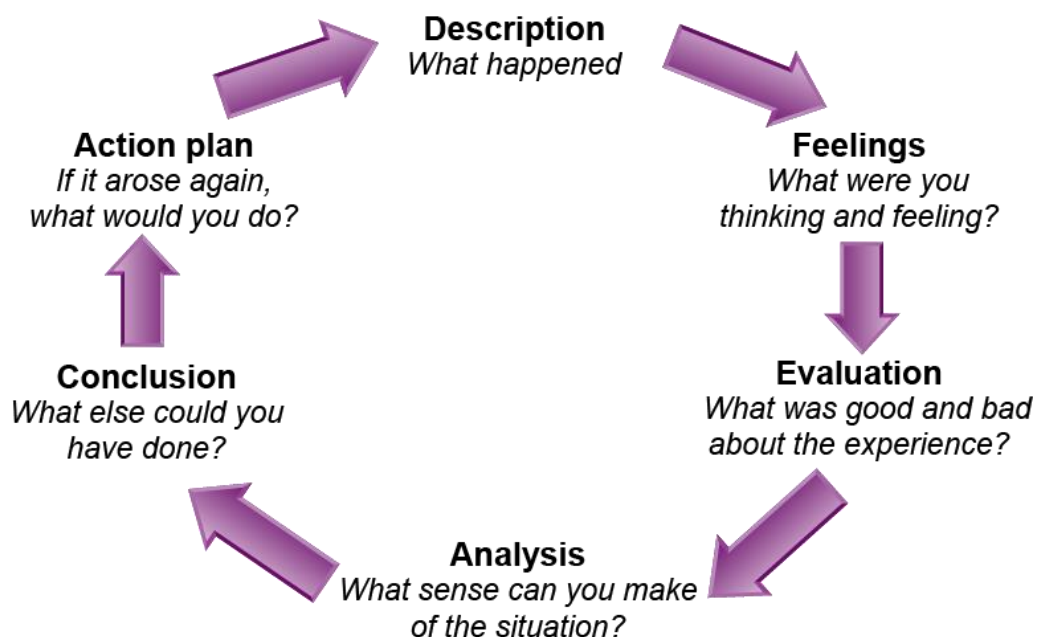 Description
What happened
Feelings
What were you
thinking and feeling?
Evaluation
What was good and bad
about the experience?
Analysis
What sense can you make
of the situation?
Conclusion
What else could you
have done?
Action plan
If it arose again,
what would you do?